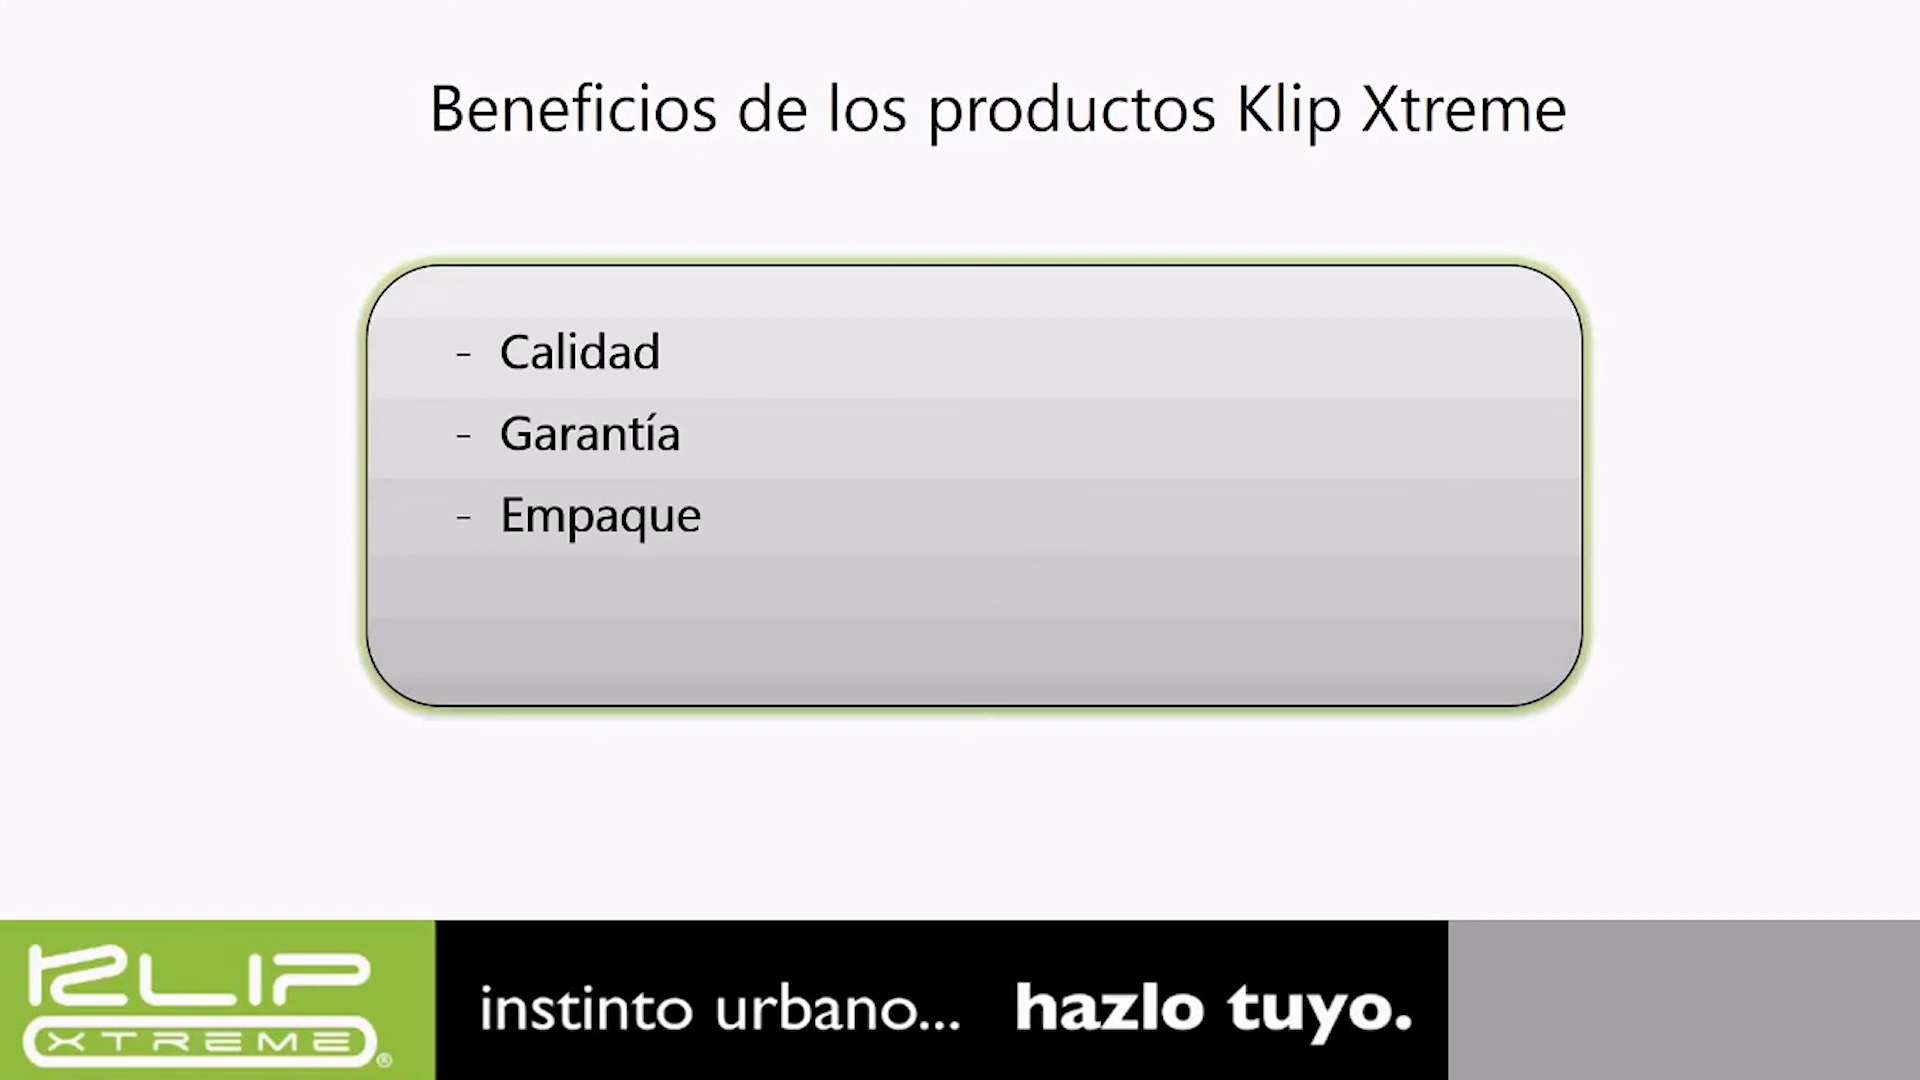 Beneficios de los productos Klip Xtreme
- Calidad
- Garantía
- Empaque
KLIP
XTREME®
instinto urbano... hazlo tuyo.